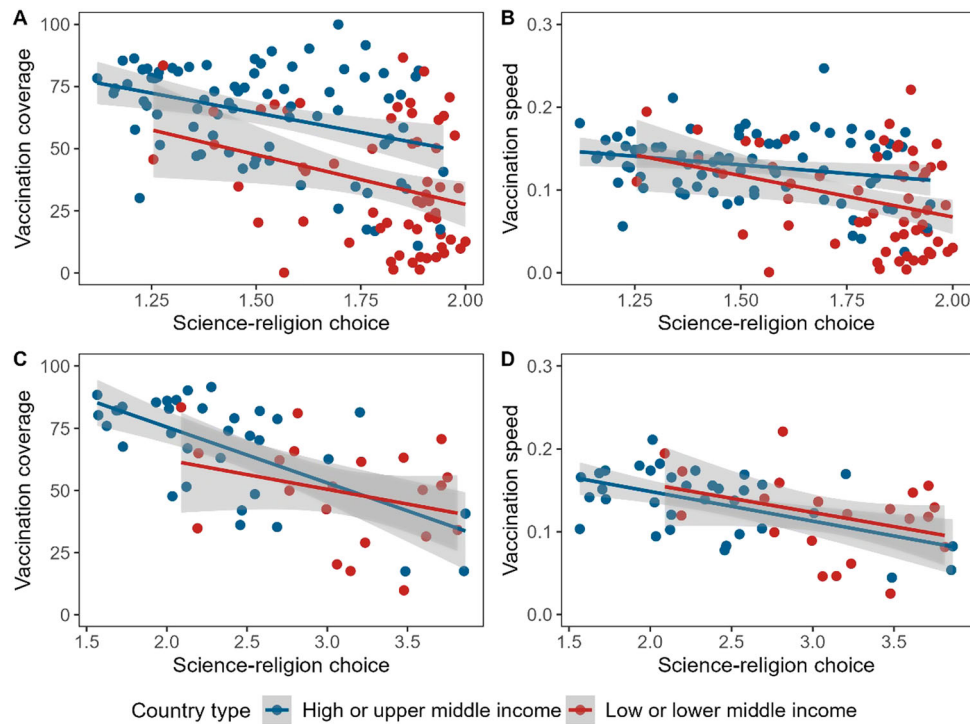 A
B
100
75
50
25
0
Vaccination coverage
1.25
1.50
1.75
2.00
Science-religion choice
0.3
0.2
0.1
0.0
Vaccination speed
1.25
1.50
1.75
2.00
Science-religion choice
C
D
100
75
50
25
0
Vaccination coverage
1.5
2.0
2.5
3.0
3.5
Science-religion choice
0.3
0.2
0.1
0.0
Vaccination speed
1.5
2.0
2.5
3.0
3.5
Science-religion choice
Country type High or upper middle income Low or lower middle income